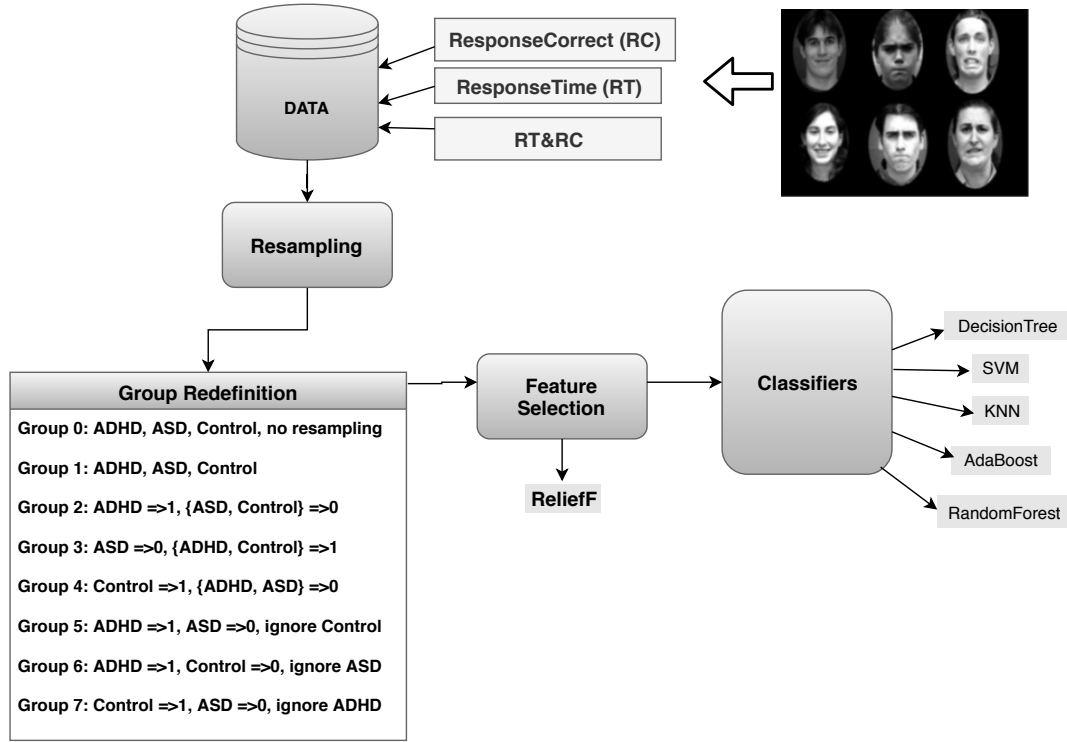 ResponseCorrect (RC)
ResponseTime (RT)
DATA
RT&RC
Resampling
DecisionTree
SVM
KNN
AdaBoost
RandomForest
Classifiers
Feature
Selection
ReliefF
Group Redefinition
Group 0: ADHD, ASD, Control, no resampling
Group 1: ADHD, ASD, Control
Group 2: ADHD =>1, {ASD, Control} =>0
Group 3: ASD =>0, {ADHD, Control} =>1
Group 4: Control =>1, {ADHD, ASD} =>0
Group 5: ADHD =>1, ASD =>0, ignore Control
Group 6: ADHD =>1, Control =>0, ignore ASD
Group 7: Control =>1, ASD =>0, ignore ADHD